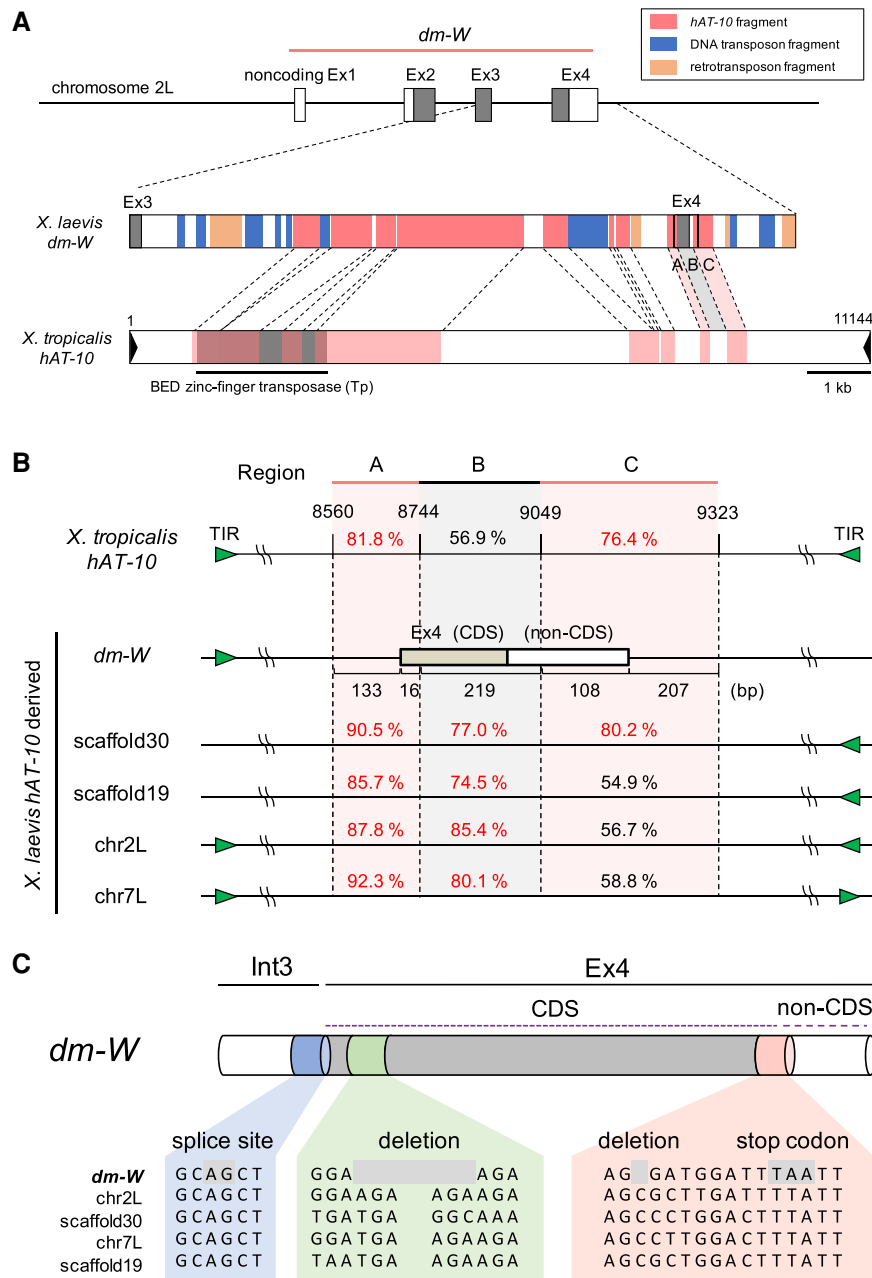 A
dm-W
hAT-10 fragment
DNA transposon fragment
retrotransposon fragment
chromosome 2L
noncoding Ex1
Ex2
Ex3
Ex4
Ex3
Ex4
X. laevis
dm-W
A B C
1
11144
X. tropicalis
hAT-10
BED zinc-finger transposase (Tp)
1 kb
B
Region
A
B
C
8560
8744
9049
9323
X. tropicalis
hAT-10
TIR
81.8 %
56.9 %
76.4 %
TIR
X. laevis hAT-10 derived
Ex4 (CDS) (non-CDS)
dm-W
133 16 219 108 207 (bp)
90.5 % 77.0 % 80.2 %
scaffold30
85.7 % 74.5 % 54.9 %
scaffold19
87.8 % 85.4 % 56.7 %
chr2L
92.3 % 80.1 % 58.8 %
chr7L
C
Int3
Ex4
CDS
non-CDS
dm-W
splice site
deletion
deletion
stop codon
dm-W GCAGCT GGA AGA AG GATGGATTTAATT
chr2L GCAGCT GGAAGA AGAAGA AGCGCTTGATTTTATT
scaffold30 GCAGCT TGATGA GGCAAA AGCCCTTGGACTTTATT
chr7L GCAGCT GGATGA AGAAGA AGCCCTGGACTTTATT
scaffold19 GCAGCT TAATGA AGAAGA AGCGCTGGACTTTATT